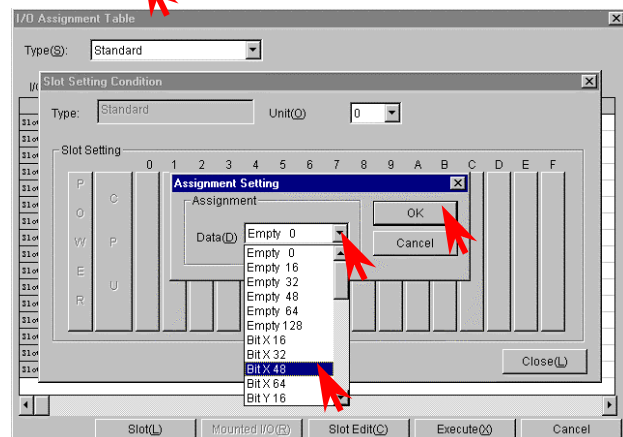 I/O Assignment Table
Type(S): Standard
I/O
Slot Setting Condition
Type: Standard Unit(O) 0
Slot Setting
0 1 2 3 4 5 6 7 8 9 A B C D E F
POWER
CPU
Assignment Setting
Assignment
Data(D) Empty 0
OK
Cancel
Empty 0
Empty 16
Empty 32
Empty 48
Empty 64
Empty 128
Bit X 16
Bit X 32
Bit X 48
Bit X 64
Bit Y 16
Close(L)
Slot(L) Mounted I/O(R) Slot Edit(C) Execute(X) Cancel